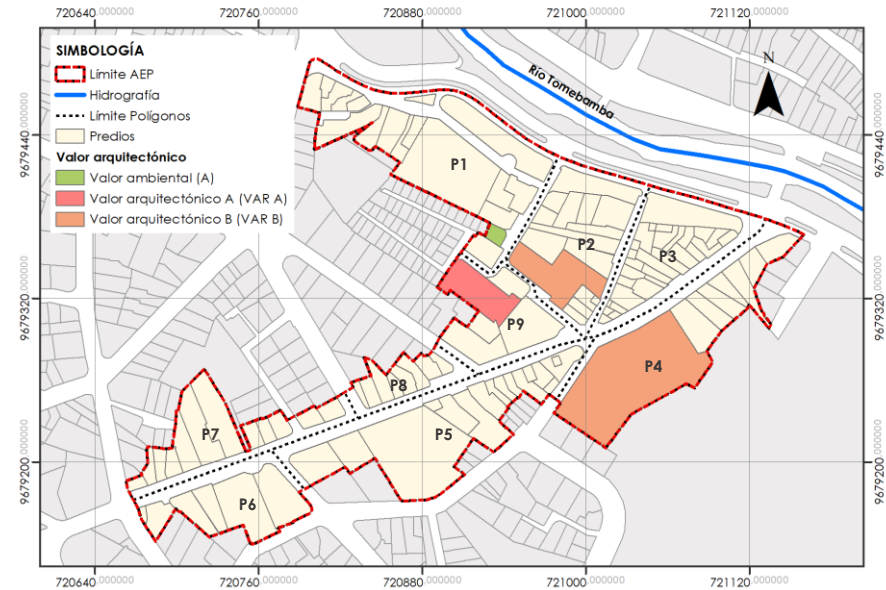 720640.000000 720760.000000 720880.000000 721000.000000 721120.000000
SIMBOLOGÍA
Límite AEP
Hidrografía
Límite Polígonos
Predios
Valor arquitectónico
Valor ambiental (A)
Valor arquitectónico A (VAR A)
Valor arquitectónico B (VAR B)
Río Tomebamba
N
9679440.000000
9679440.000000
P1
P2
P3
9679320.000000
9679320.000000
P9
P4
P8
P7
P5
9679200.000000
9679200.000000
P6
720640.000000 720760.000000 720880.000000 721000.000000 721120.000000